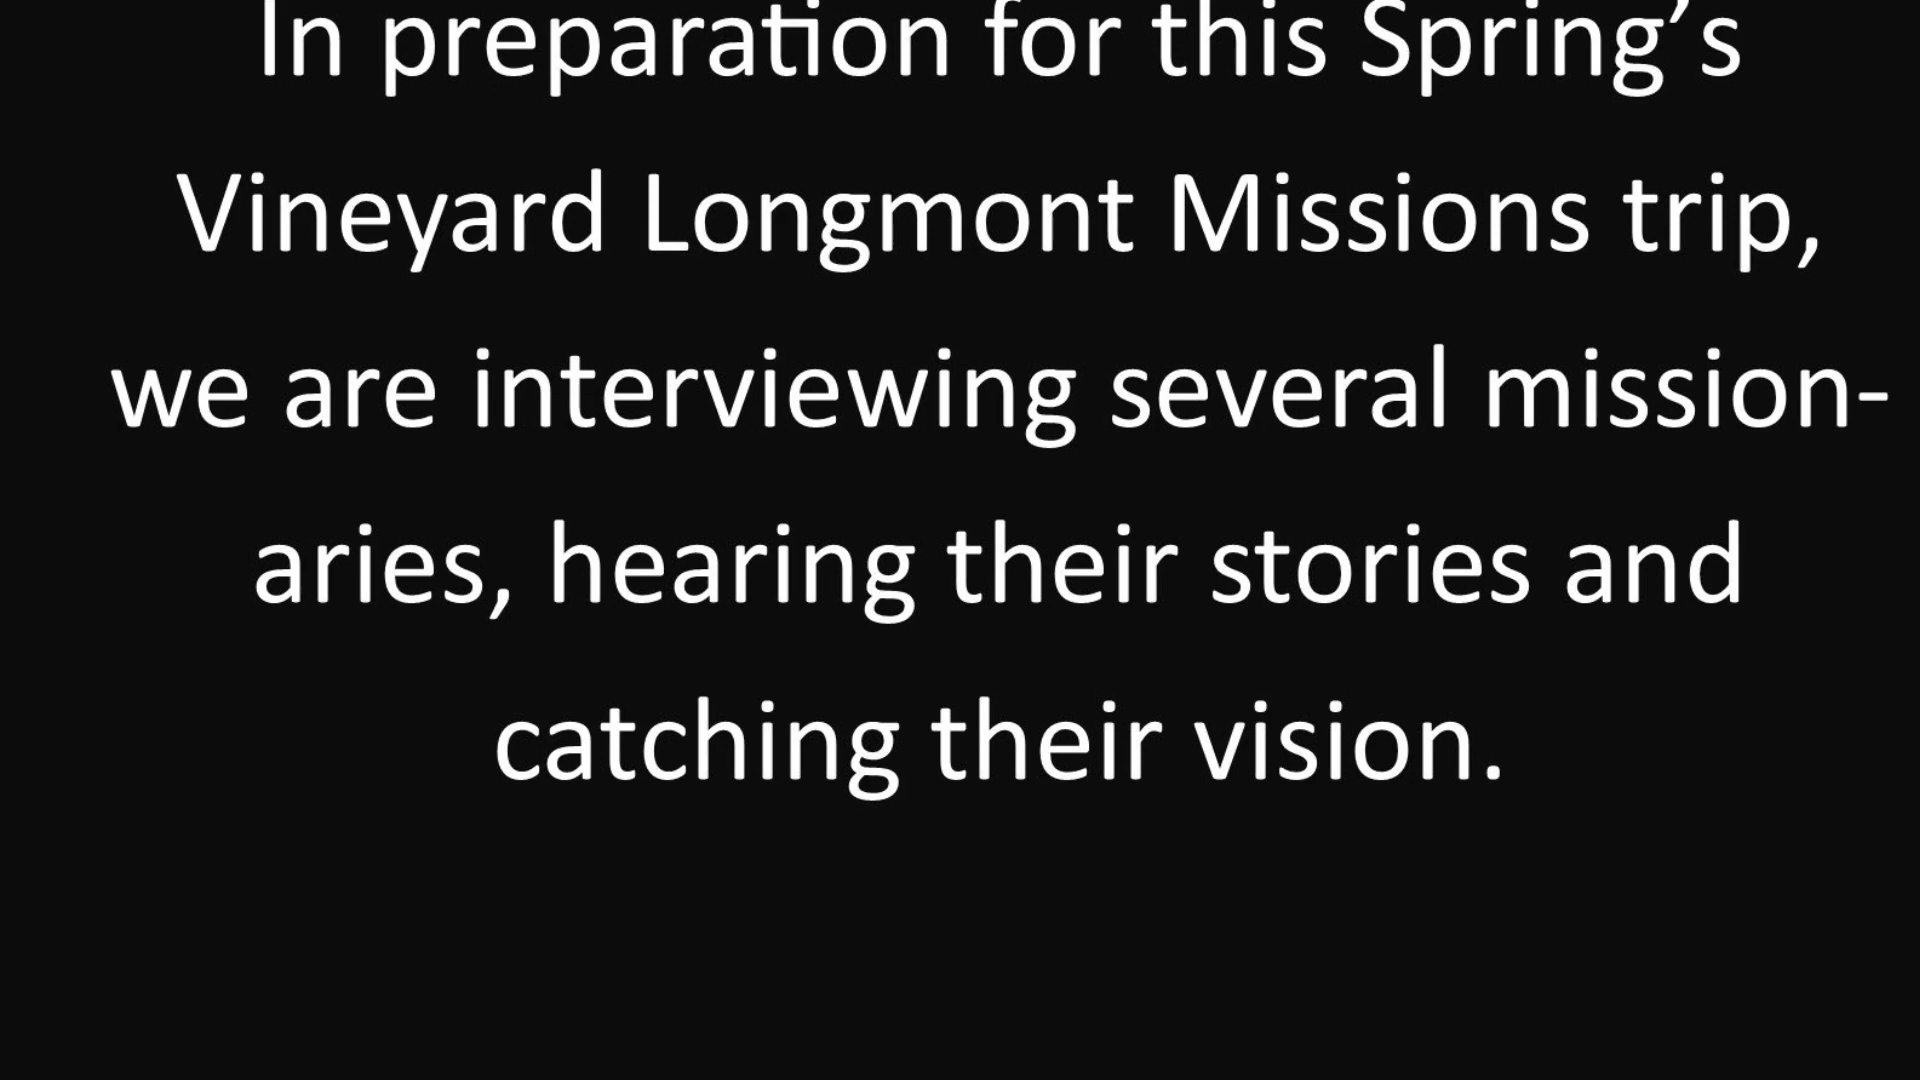 In preparation for this Spring’s
Vineyard Longmont Missions trip,
we are interviewing several mission-
aries, hearing their stories and
catching their vision.